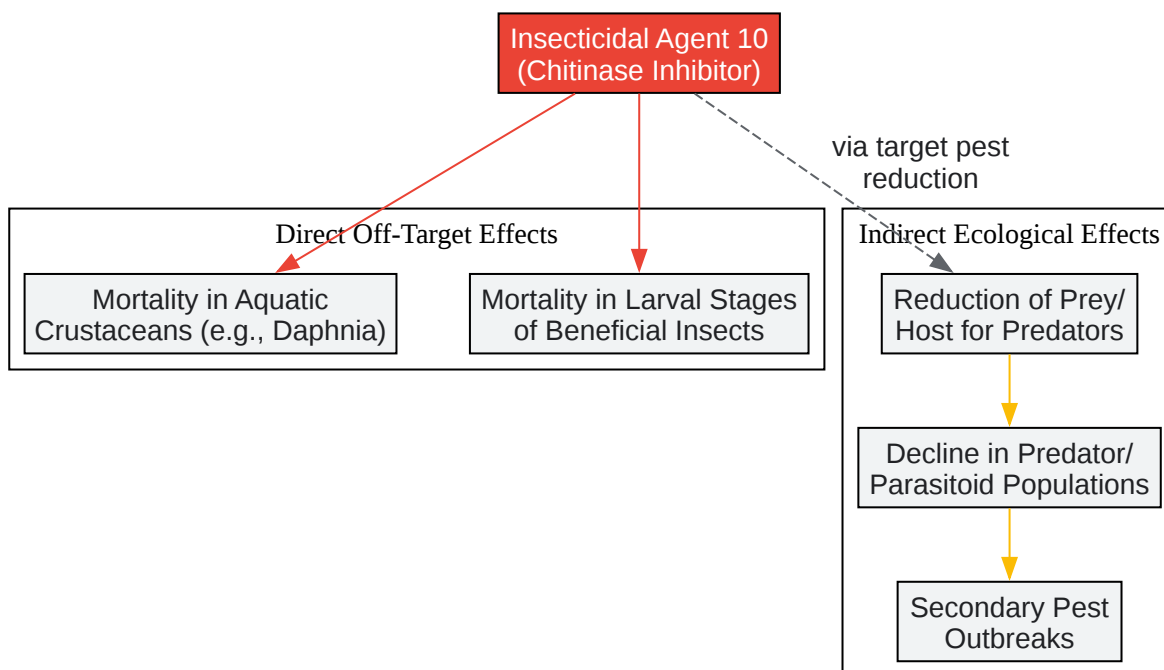 Insecticidal Agent 10
(Chitinase Inhibitor)
via target pest
reduction
Direct Off-Target Effects
Mortality in Aquatic
Crustaceans (e.g., Daphnia)
Mortality in Larval Stages
of Beneficial Insects
Indirect Ecological Effects
Reduction of Prey/
Host for Predators
Decline in Predator/
Parasitoid Populations
Secondary Pest
Outbreaks